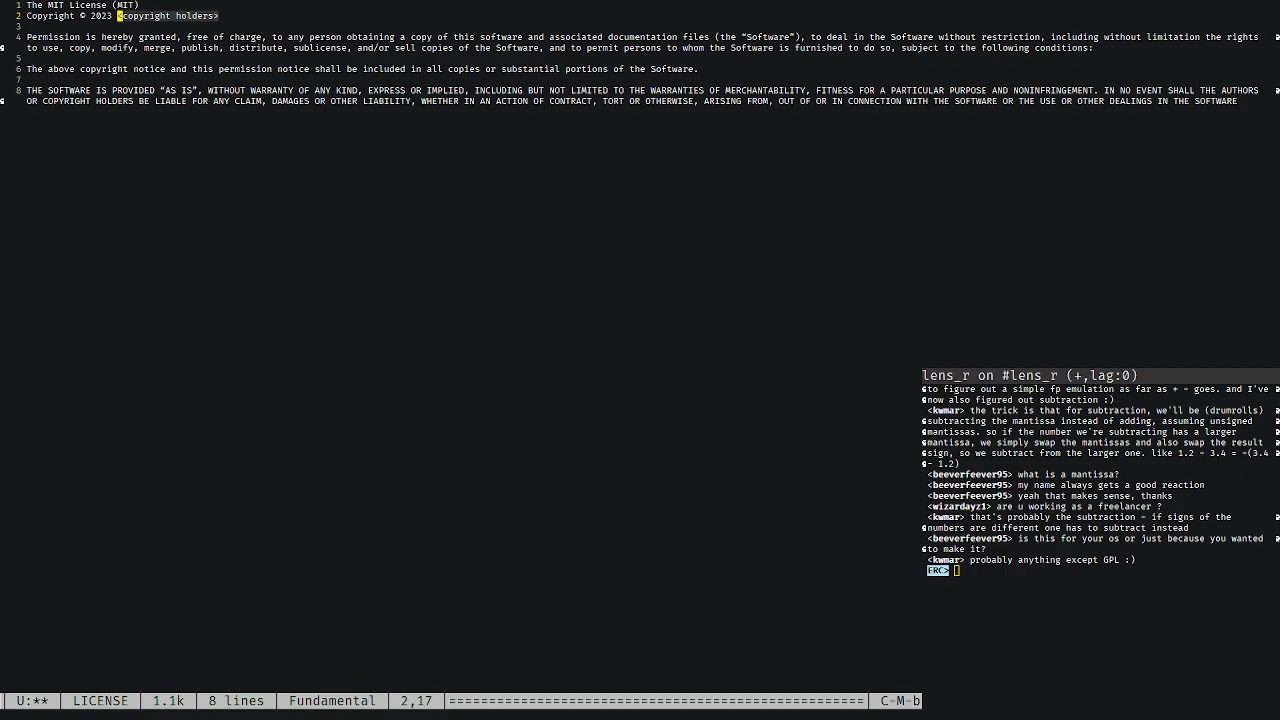 1 The MIT License (MIT)
2 Copyright © 2023 <copyright holders>
3
4 Permission is hereby granted, free of charge, to any person obtaining a copy of this software and associated documentation files (the “Software”), to deal in the Software without restriction, including without limitation the rights
to use, copy, modify, merge, publish, distribute, sublicense, and/or sell copies of the Software, and to permit persons to whom the Software is furnished to do so, subject to the following conditions:
5
6 The above copyright notice and this permission notice shall be included in all copies or substantial portions of the Software.
7
8 THE SOFTWARE IS PROVIDED “AS IS”, WITHOUT WARRANTY OF ANY KIND, EXPRESS OR IMPLIED, INCLUDING BUT NOT LIMITED TO THE WARRANTIES OF MERCHANTABILITY, FITNESS FOR A PARTICULAR PURPOSE AND NONINFRINGEMENT. IN NO EVENT SHALL THE AUTHORS
OR COPYRIGHT HOLDERS BE LIABLE FOR ANY CLAIM, DAMAGES OR OTHER LIABILITY, WHETHER IN AN ACTION OF CONTRACT, TORT OR OTHERWISE, ARISING FROM, OUT OF OR IN CONNECTION WITH THE SOFTWARE OR THE USE OR OTHER DEALINGS IN THE SOFTWARE
lens_r on #lens_r (+,lag:0)
to figure out a simple fp emulation as far as + - goes. and I've
now also figured out subtraction :)
<kwmar> the trick is that for subtraction, we'll be (drumrolls)
subtracting the mantissa instead of adding, assuming unsigned
mantissas. so if the number we're subtracting has a larger
mantissa, we simply swap the mantissas and also swap the result
sign, so we subtract from the larger one. like 1.2 - 3.4 = -(3.4
- 1.2)
<beeverfeever95> what is a mantissa?
<beeverfeever95> my name always gets a good reaction
<beeverfeever95> yeah that makes sense, thanks
<wizardayz1> are u working as a freelancer ?
<kwmar> that's probably the subtraction - if signs of the
numbers are different one has to subtract instead
<beeverfeever95> is this for your os or just because you wanted
to make it?
<kwmar> probably anything except GPL :)
ERC>
U:** LICENSE 1.1k 8 lines Fundamental 2,17 C-M-b